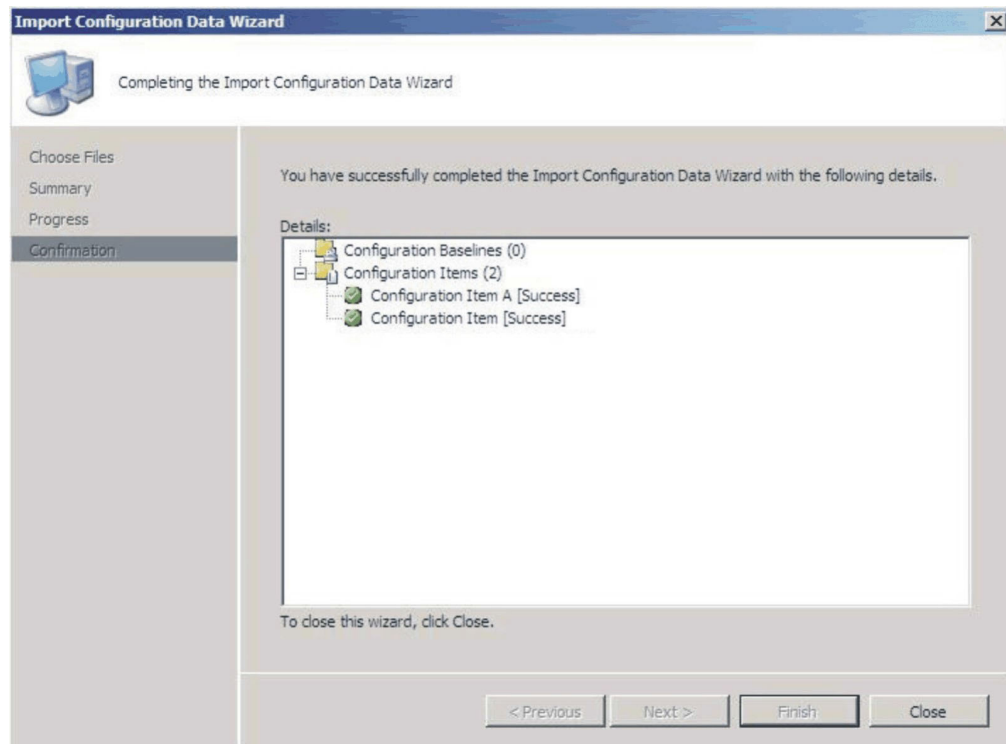 Import Configuration Data Wizard
Completing the Import Configuration Data Wizard
Choose Files
Summary
Progress
Confirmation
You have successfully completed the Import Configuration Data Wizard with the following details.
Details:
Configuration Baselines (0)
Configuration Items (2)
Configuration Item A [Success]
Configuration Item [Success]
To close this wizard, click Close.
< Previous
Next >
Finish
Close